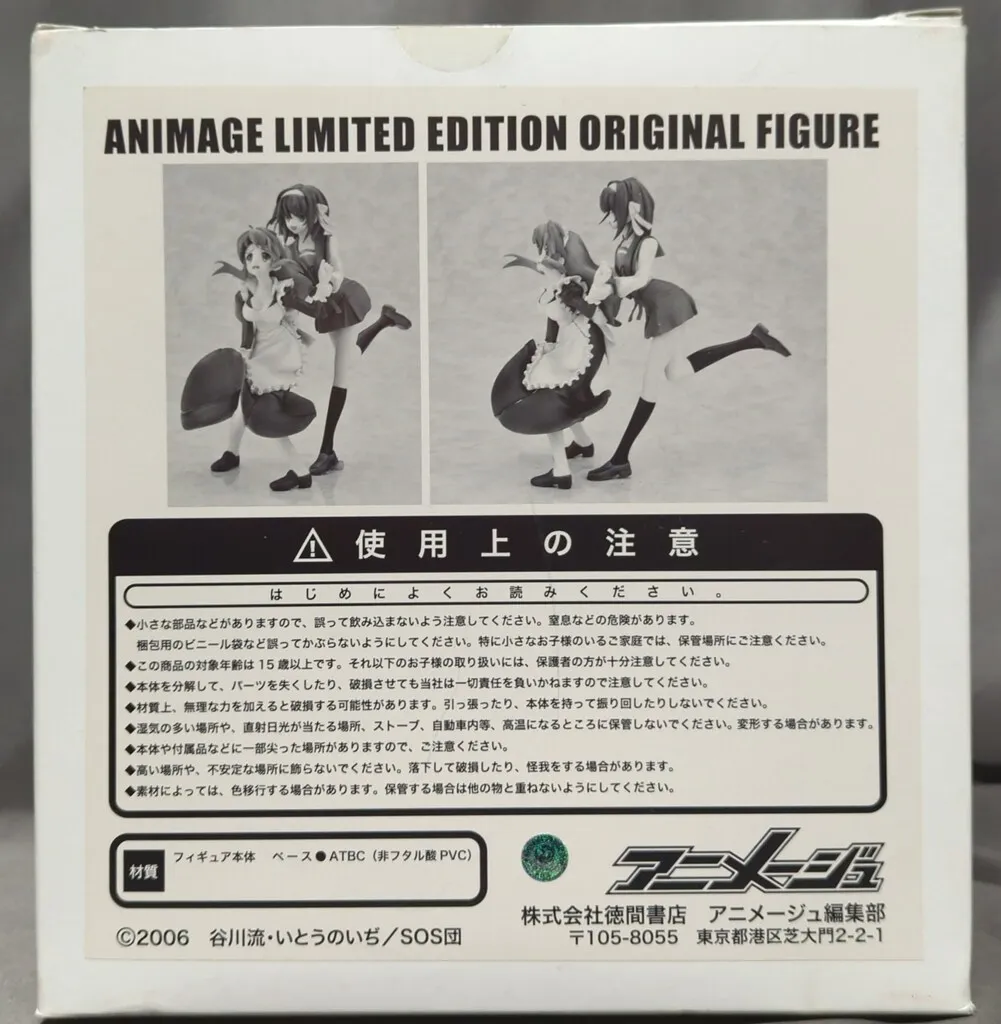 ANIMAGE LIMITED EDITION ORIGINAL FIGURE
使用上の注意
はじめによくお読みください。
◆小さな部品などがありますので、誤って飲み込まないよう注意してください。窒息などの危険があります。
梱包用のビニール袋など誤ってかぶらないようにしてください。特に小さなお子様のいるご家庭では、保管場所にご注意ください。
◆この商品の対象年齢は15歳以上です。それ以下のお子様の取り扱いには、保護者の方が十分注意してください。
◆本体を分解して、パーツを失くしたり、破損させても当社は一切責任を負いかねますので注意してください。
◆材質上、無理な力を加えると破損する可能性があります。引っ張ったり、本体を持って振り回したりしないでください。
◆湿気の多い場所や、直射日光が当たる場所、ストーブ、自動車内等、高温になるところに保管しないでください。変形する場合があります。
◆本体や付属品などに一部尖った場所がありますので、ご注意ください。
◆高い場所や、不安定な場所に飾らないでください。落下して破損したり、怪我をする場合があります。
◆素材によっては、色移行する場合があります。保管する場合は他の物と重ねないようにしてください。
材質 フィギュア本体 ベース●ATBC（非フタル酸PVC）
アニメージュ
株式会社徳間書店 アニメージュ編集部
©2006 谷川流・いとうのいぢ／SOS団
〒105-8055 東京都港区芝大門2-2-1